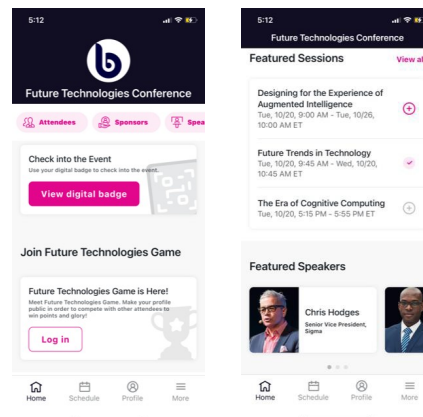 5:12
b
Future Technologies Conference
Attendees
Sponsors
Spea
Check into the Event
Use your digital badge to check into the event.
View digital badge
Join Future Technologies Game
Future Technologies Game is Here!
Meet Future Technologies Game. Make your profile
public in order to compete with other attendees to
win points and glory!
Log in
Home
Schedule
Profile
More
5:12
Future Technologies Conference
Featured Sessions
View al
Designing for the Experience of
Augmented Intelligence
Tue, 10/20, 9:00 AM - Tue, 10/26,
10:00 AM ET
Future Trends in Technology
Tue, 10/20, 9:45 AM - Wed, 10/20,
10:45 AM ET
The Era of Cognitive Computing
Tue, 10/20, 5:15 PM - 5:55 PM ET
Featured Speakers
Chris Hodges
Senior Vice President,
Sigma
Home
Schedule
Profile
More